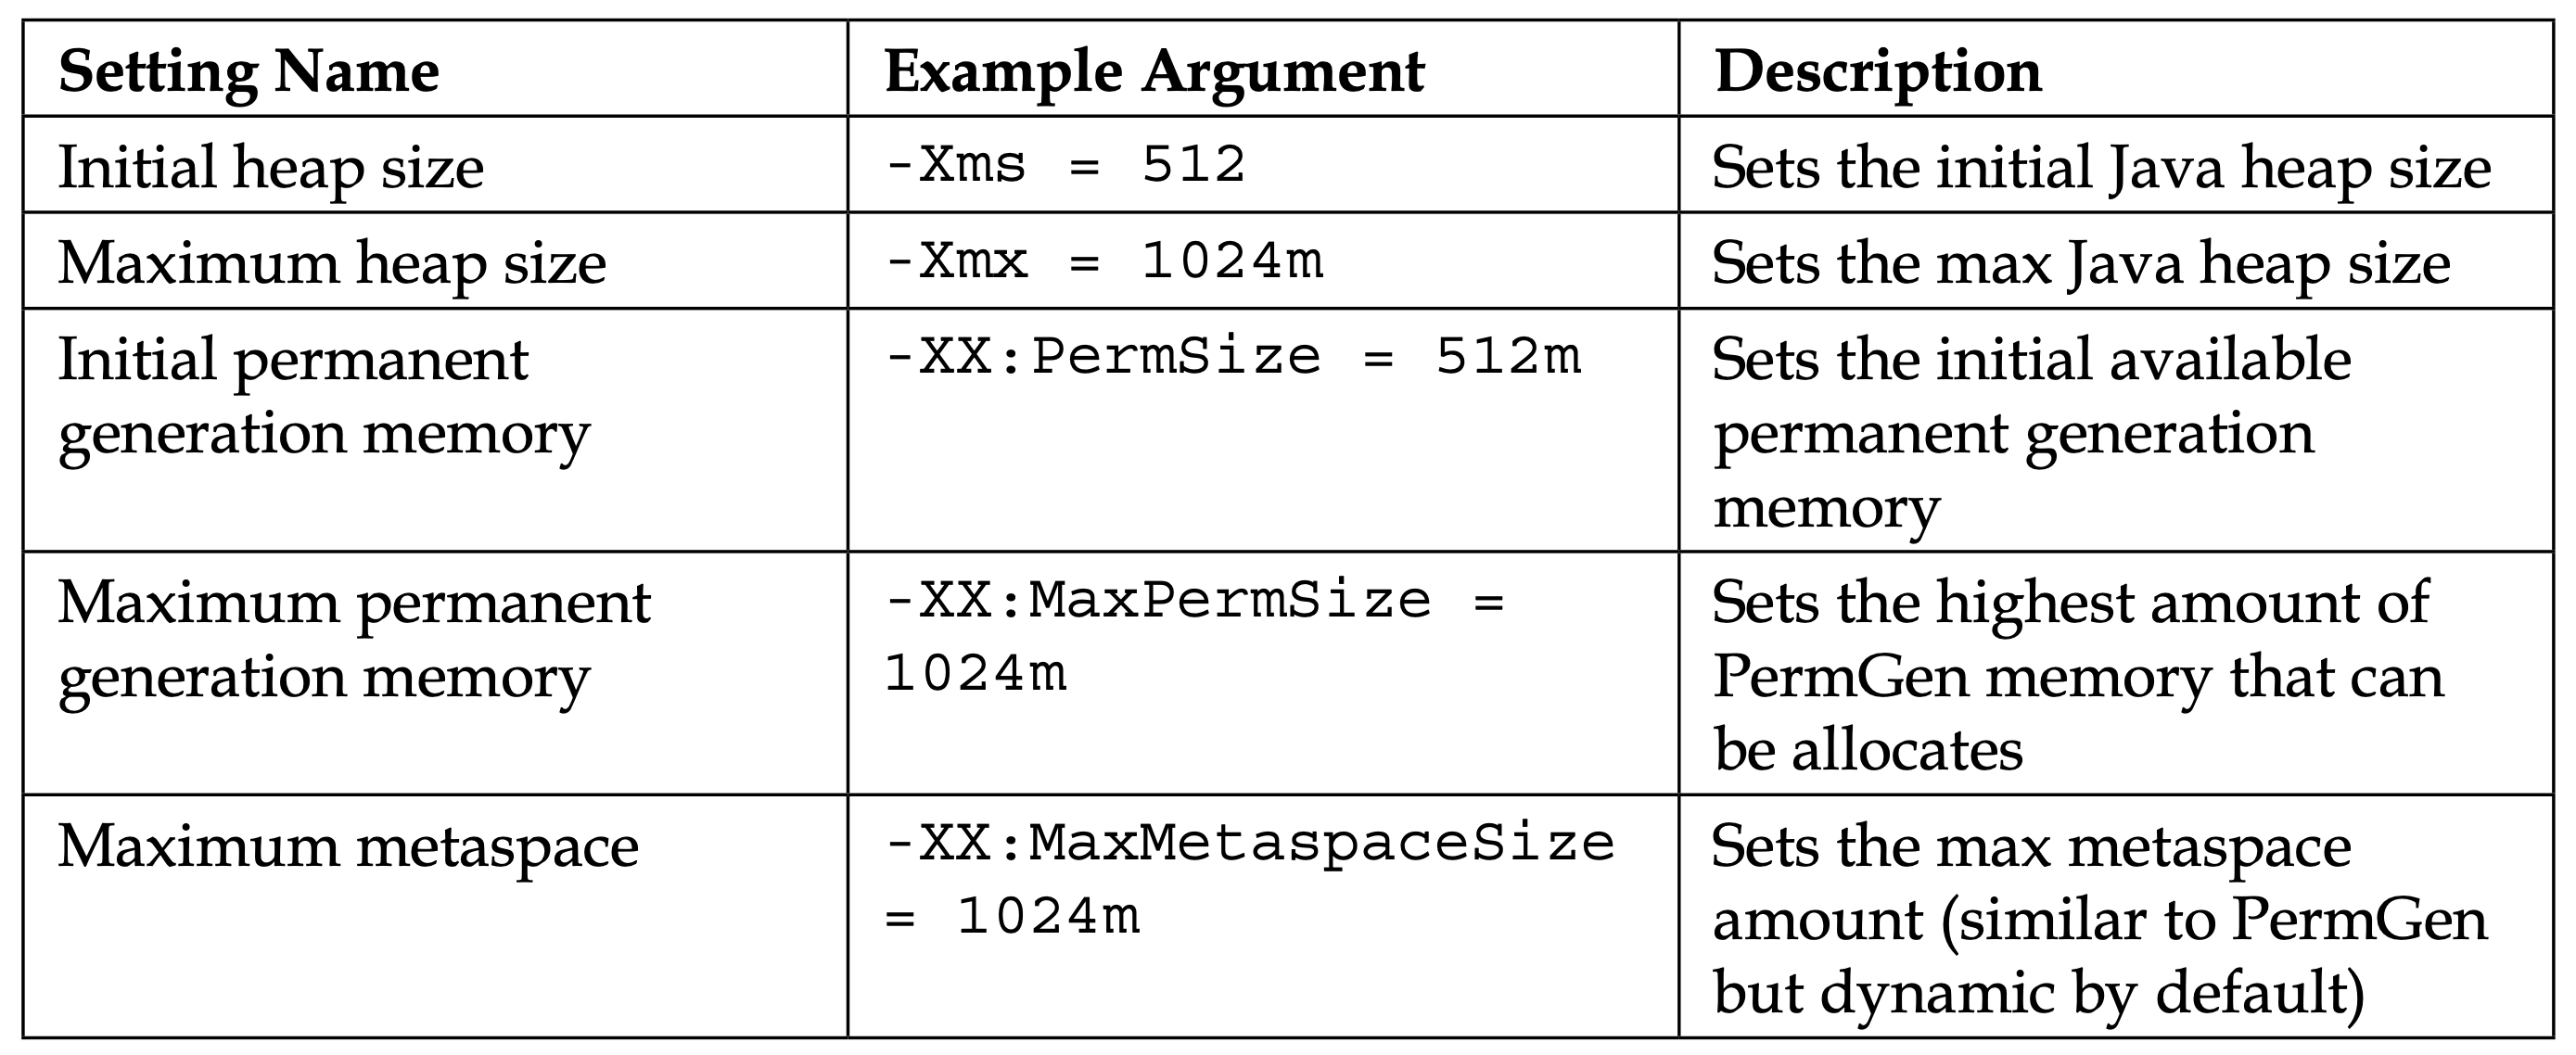 Setting Name Example Argument Description
Initial heap size -Xms = 512 Sets the initial Java heap size
Maximum heap size -Xmx = 1024m Sets the max Java heap size
Initial permanent -XX:PermSize = 512m Sets the initial available
generation memory permanent generation
memory
Maximum permanent -XX:MaxPermSize = Sets the highest amount of
generation memory 1024m PermGen memory that can
be allocates
Maximum metaspace -XX:MaxMetaspaceSize Sets the max metaspace
= 1024m amount (similar to PermGen
but dynamic by default)